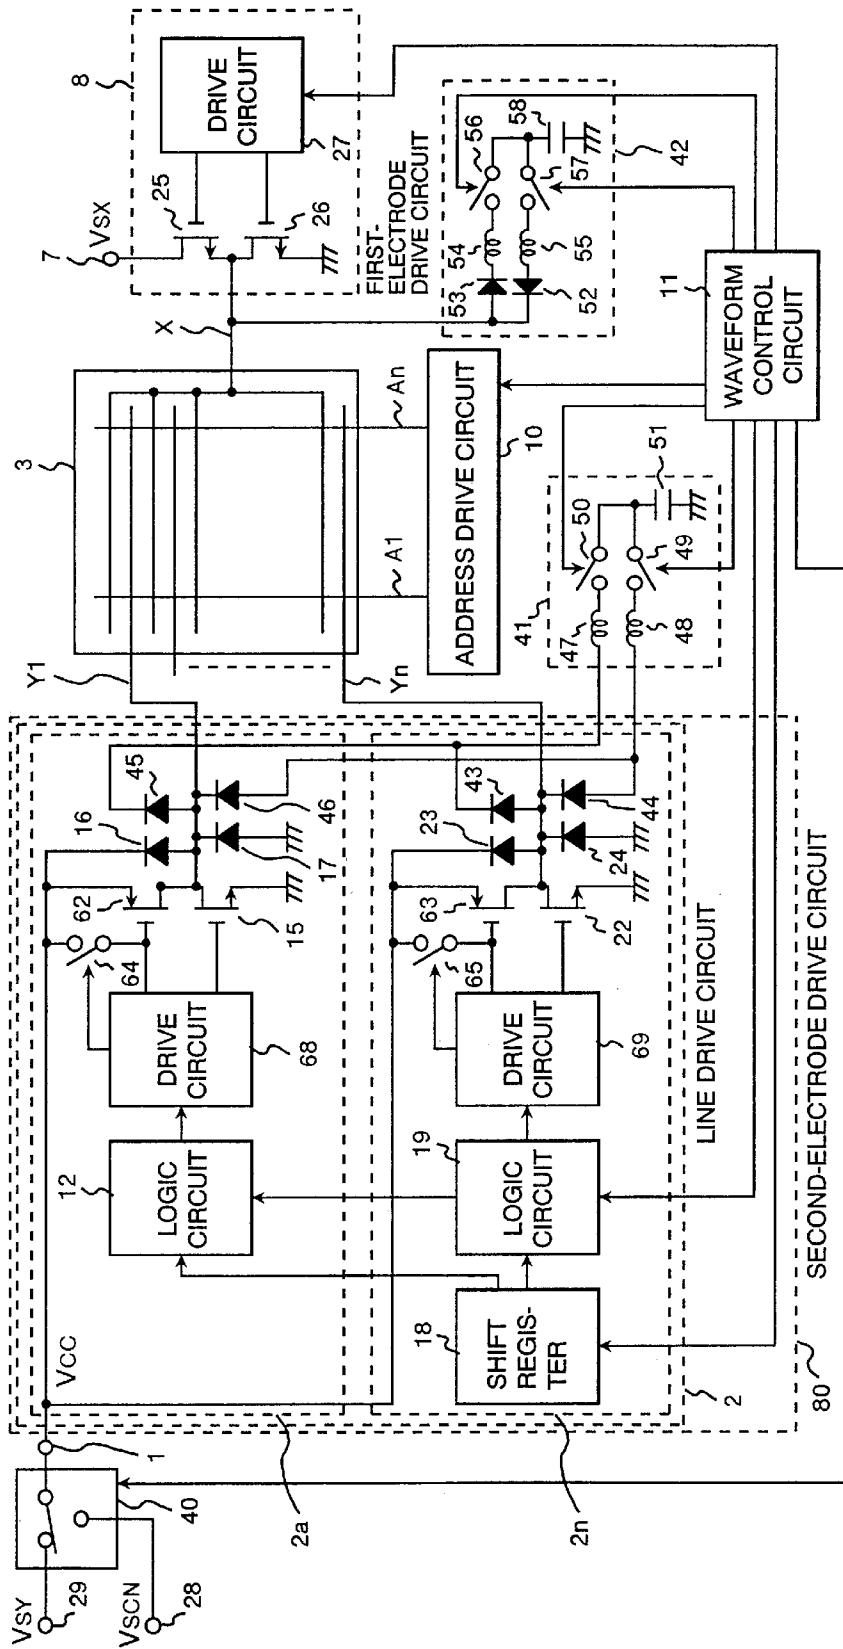 VSY
29
VSCN
28
40
1
VCC
2a
2n
12
LOGIC
CIRCUIT
68
DRIVE
CIRCUIT
64
62
15
16
17
45
46
18
SHIFT
REGIS-
TER
19
LOGIC
CIRCUIT
69
DRIVE
CIRCUIT
65
63
22
23
24
43
44
2
LINE DRIVE CIRCUIT
80
SECOND-ELECTRODE DRIVE CIRCUIT
Y1
Yn
3
A1
An
ADDRESS DRIVE CIRCUIT
10
41
47
48
50
49
51
X
7
VSX
8
25
26
DRIVE
CIRCUIT
27
FIRST-
ELECTRODE
DRIVE CIRCUIT
53
52
54
55
56
57
58
42
11
WAVEFORM
CONTROL
CIRCUIT